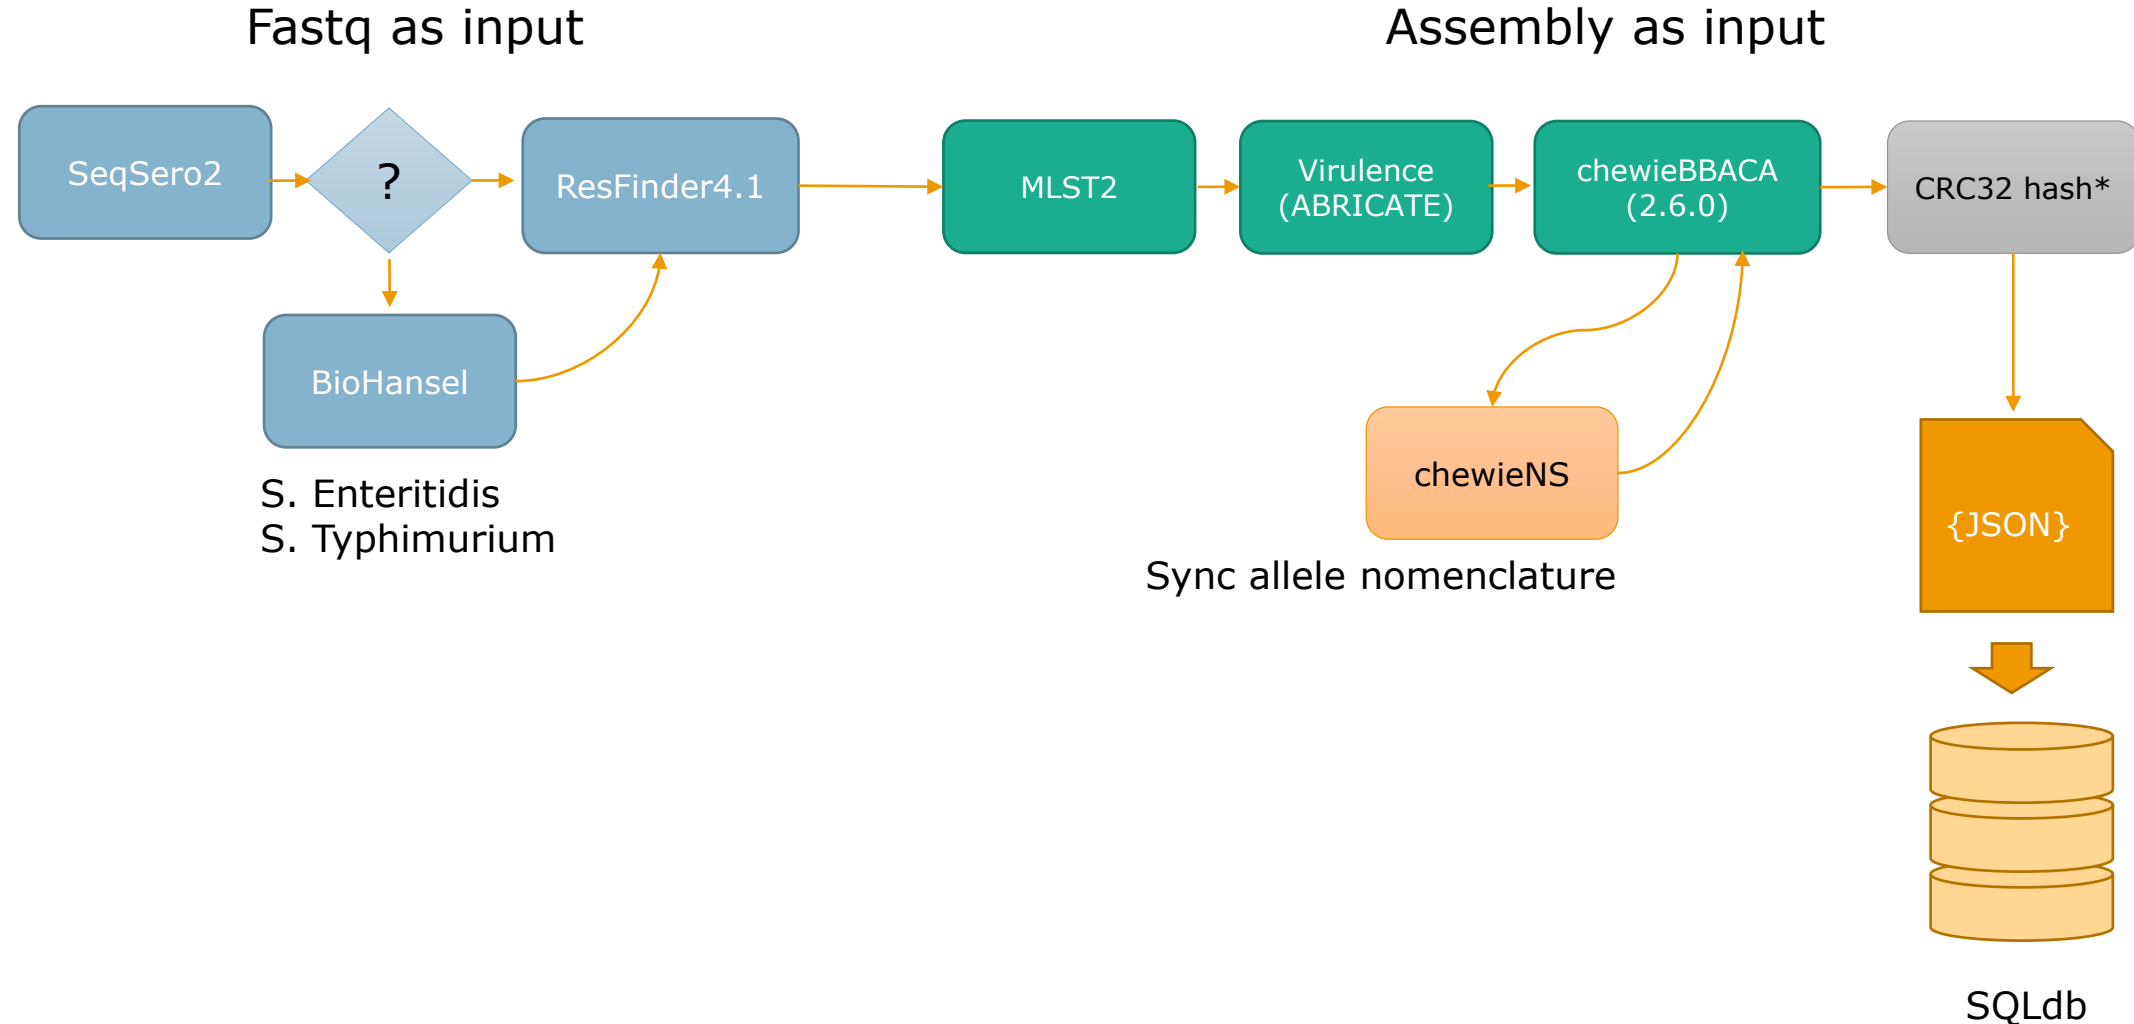 Fastq as input
Assembly as input
SeqSero2
?
ResFinder4.1
MLST2
Virulence
(ABRICATE)
chewieBBACA
(2.6.0)
CRC32 hash*
BioHansel
S. Enteritidis
S. Typhimurium
chewieNS
Sync allele nomenclature
{JSON}
SQLdb